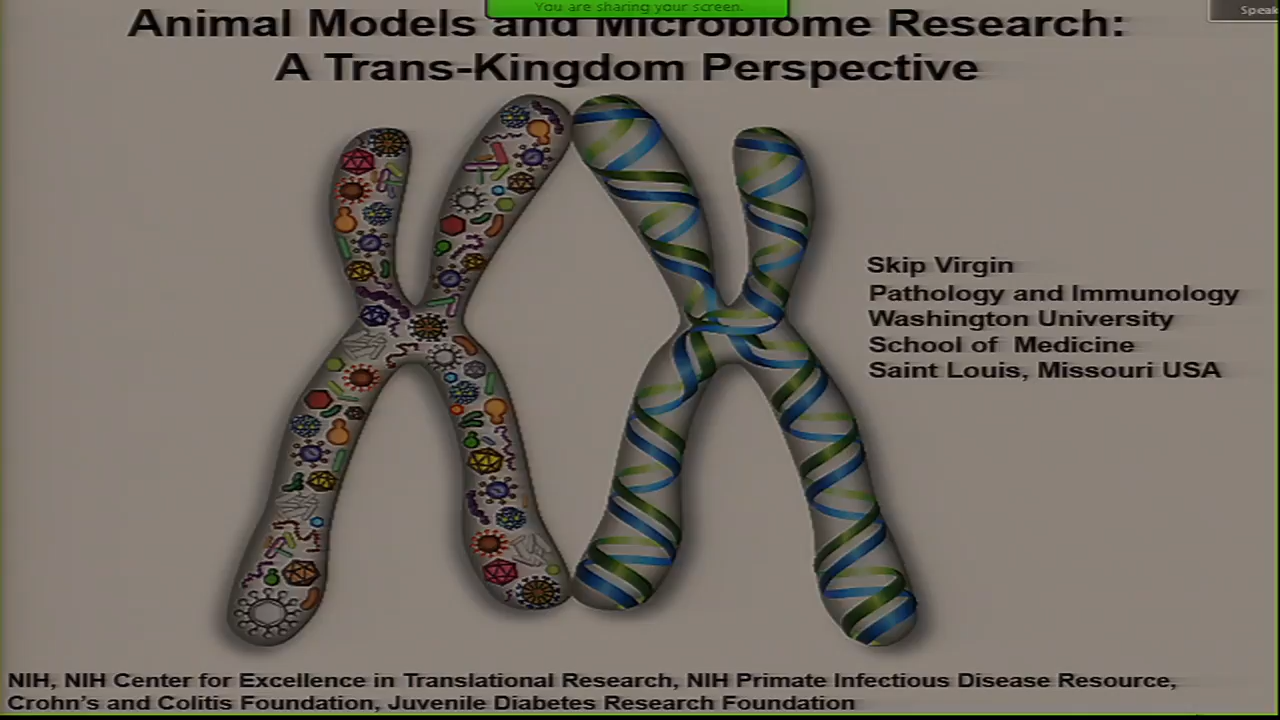 You are sharing your screen.
Speak
Animal Models and Microbiome Research:
A Trans-Kingdom Perspective
Skip Virgin
Pathology and Immunology
Washington University
School of Medicine
Saint Louis, Missouri USA
NIH, NIH Center for Excellence in Translational Research, NIH Primate Infectious Disease Resource,
Crohn's and Colitis Foundation, Juvenile Diabetes Research Foundation